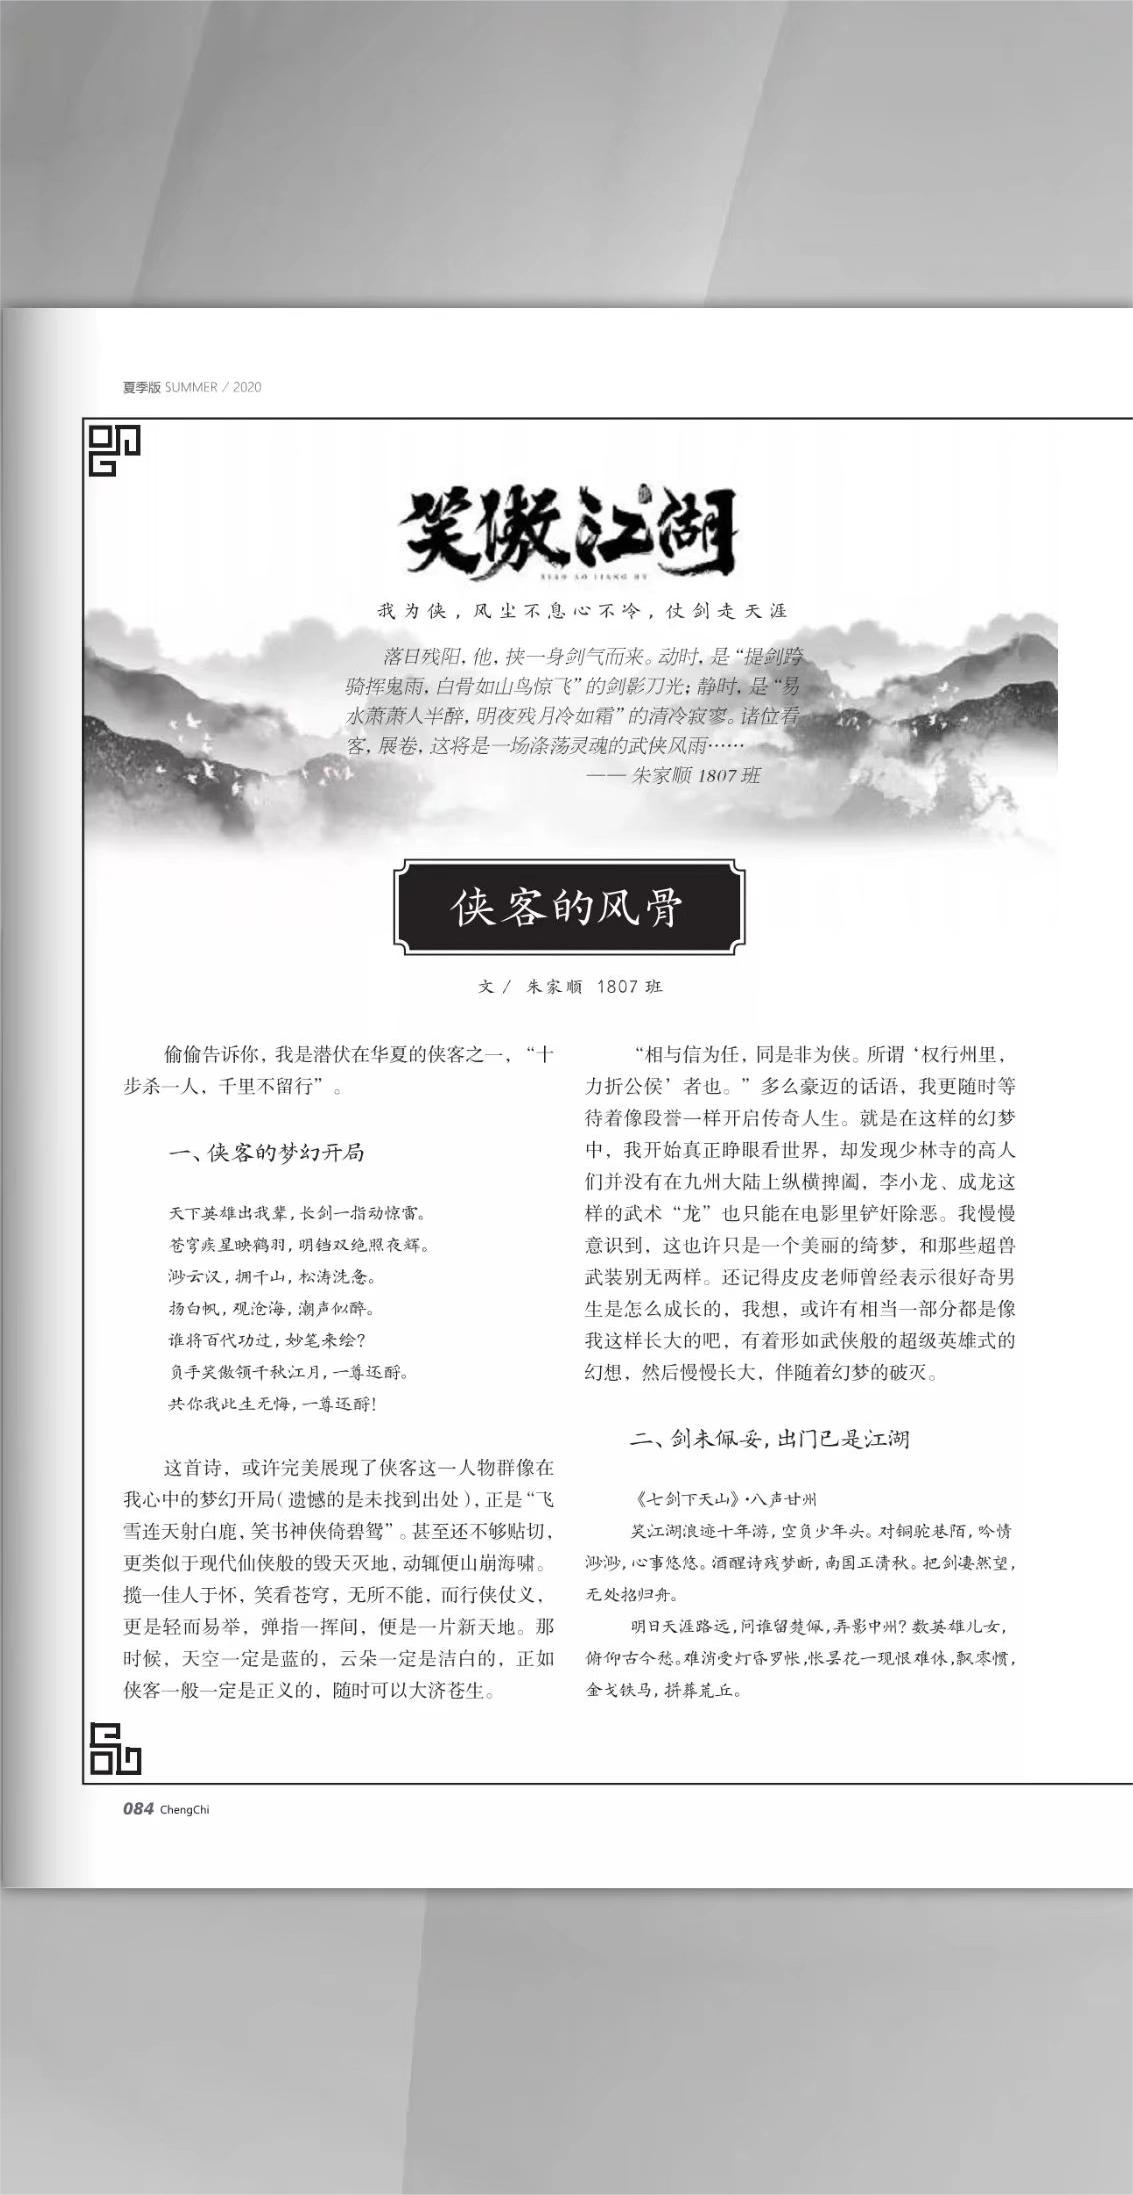 夏季版 SUMMER / 2020
笑傲江湖
XIAO AO JIANG HU
我为侠，风尘不息心不冷，仗剑走天涯
落日残阳，他，挟一身剑气而来。动时，是“提剑跨
骑挥鬼雨，白骨如山鸟惊飞”的剑影刀光；静时，是“易
水萧萧人半醉，明夜残月冷如霜”的清冷寂寥。诸位看
客，展卷，这将是一场涤荡灵魂的武侠风雨……
—— 朱家顺 1807 班
侠客的风骨
文 / 朱家顺 1807 班
偷偷告诉你，我是潜伏在华夏的侠客之一，“十
步杀一人，千里不留行”。
一、侠客的梦幻开局
天下英雄出我辈，长剑一指动惊雷。
苍穹疾星映鹤羽，明铛双绝照夜辉。
渺云汉，拥千山，松涛洗惫。
扬白帆，观沧海，潮声似醉。
谁将百代功过，妙笔来绘？
负手笑傲领千秋江月，一尊还酹。
共你我此生无悔，一尊还酹！
这首诗，或许完美展现了侠客这一人物群像在
我心中的梦幻开局（遗憾的是未找到出处），正是“飞
雪连天射白鹿，笑书神侠倚碧鸳”。甚至还不够贴切，
更类似于现代仙侠般的毁天灭地，动辄便山崩海啸。
揽一佳人于怀，笑看苍穹，无所不能，而行侠仗义，
更是轻而易举，弹指一挥间，便是一片新天地。那
时候，天空一定是蓝的，云朵一定是洁白的，正如
侠客一般一定是正义的，随时可以大济苍生。
“相与信为任，同是非为侠。所谓‘权行州里，
力折公侯’者也。”多么豪迈的话语，我更随时等
待着像段誉一样开启传奇人生。就是在这样的幻梦
中，我开始真正睁眼看世界，却发现少林寺的高人
们并没有在九州大陆上纵横捭阖，李小龙、成龙这
样的武术“龙”也只能在电影里铲奸除恶。我慢慢
意识到，这也许只是一个美丽的绮梦，和那些超兽
武装别无两样。还记得皮皮老师曾经表示很好奇男
生是怎么成长的，我想，或许有相当一部分都是像
我这样长大的吧，有着形如武侠般的超级英雄式的
幻想，然后慢慢长大，伴随着幻梦的破灭。
二、剑未佩妥，出门已是江湖
《七剑下天山》·八声甘州
笑江湖浪迹十年游，空负少年头。对铜驼巷陌，吟情
渺渺，心事悠悠。酒醒诗残梦断，南国正清秋。把剑凄然望，
无处招归舟。
明日天涯路远，问谁留楚佩，弄影中州？数英雄儿女，
俯仰古今愁。难消受灯昏罗帐，怅昙花一现恨难休，飘零惯，
金戈铁马，拼葬荒丘。
084 ChengChi